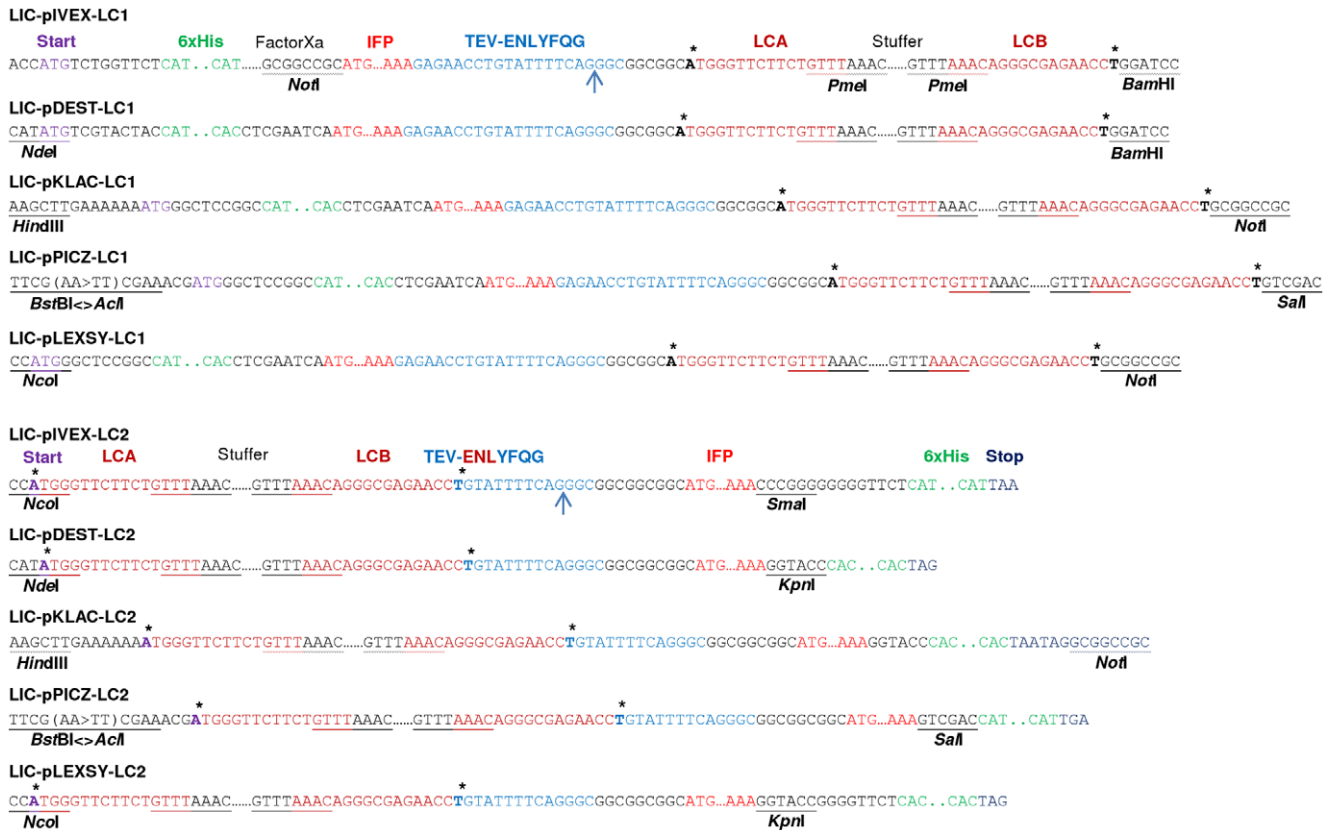 LIC-pIVEX-LC1
Start 6xHis FactorXa IFP TEV-ENLYFQG * LCA Stuffer LCB *
ACCATGTCTGGTTCTCAT..CAT......GCGGCCGCATG...AAAGAGAACCTGTATTTTCAGGGCGGCGGCATGGGTTCTTCTGTTTAAAC......GTTTAAACAGGGCGAGAACCTGGATCC
NotI PmeI PmeI BamHI
LIC-pDEST-LC1
* *
CATATGTCGTACTACCATCAC..CACCTCGAATCAATG...AAAGAGAACCTGTATTTTCAGGGCGGCGGCATGGGTTCTTCTGTTTAAAC......GTTTAAACAGGGCGAGAACCTGGATCC
NdeI BamHI
LIC-pKLAC-LC1
* *
AAGCTTGAAAAAAATGGGCTCCGGCCAT..CACCTCGAATCAATG...AAAGAGAACCTGTATTTTCAGGGCGGCGGCATGGGTTCTTCTGTTTAAAC......GTTTAAACAGGGCGAGAACCTGCGGCCGC
HindIII NotI
LIC-pPICZ-LC1
* *
TTCG(AA>TT)CGAAACGATGGGCTCCGGCCAT..CACCTCGAATCAATG...AAAGAGAACCTGTATTTTCAGGGCGGCGGCATGGGTTCTTCTGTTTAAAC......GTTTAAACAGGGCGAGAACCTGTCGAC
BstBI<>AclI SalI
LIC-pLEXSY-LC1
* *
CCATGGGCTCCGGCCAT..CACCTCGAATCAATG...AAAGAGAACCTGTATTTTCAGGGCGGCGGCATGGGTTCTTCTGTTTAAAC......GTTTAAACAGGGCGAGAACCTGCGGCCGC
NcoI NotI
LIC-pIVEX-LC2
Start LCA Stuffer LCB TEV-ENLYFQG IFP 6xHis Stop
* *
CCATGGGTTCTTCTGTTTAAAC......GTTTAAACAGGGCGAGAACCTGTATTTTCAGGGCGGCGGCGGCATG...AAACCCGGGGGGGGTTCTCAT..CATTAA
NcoI SmaI
LIC-pDEST-LC2
* *
CATATGGGTTCTTCTGTTTAAAC......GTTTAAACAGGGCGAGAACCTGTATTTTCAGGGCGGCGGCGGCATG...AAAGGTACCCAC..CACTAG
NdeI KpnI
LIC-pKLAC-LC2
* *
AAGCTTGAAAAAAATGGGTTCTTCTGTTTAAAC......GTTTAAACAGGGCGAGAACCTGTATTTTCAGGGCGGCGGCGGCATG...AAAGGTACCCAC..CACTAATAGGCGGCCGC
HindIII NotI
LIC-pPICZ-LC2
* *
TTCG(AA>TT)CGAAACGATGGGTTCTTCTGTTTAAAC......GTTTAAACAGGGCGAGAACCTGTATTTTCAGGGCGGCGGCGGCATG...AAAGTCGACCAT..CATTGA
BstBI<>AclI SalI
LIC-pLEXSY-LC2
* *
CCATGGGTTCTTCTGTTTAAAC......GTTTAAACAGGGCGAGAACCTGTATTTTCAGGGCGGCGGCGGCATG...AAAGGTACCGGGGTTCTCAC..CACTAG
NcoI KpnI